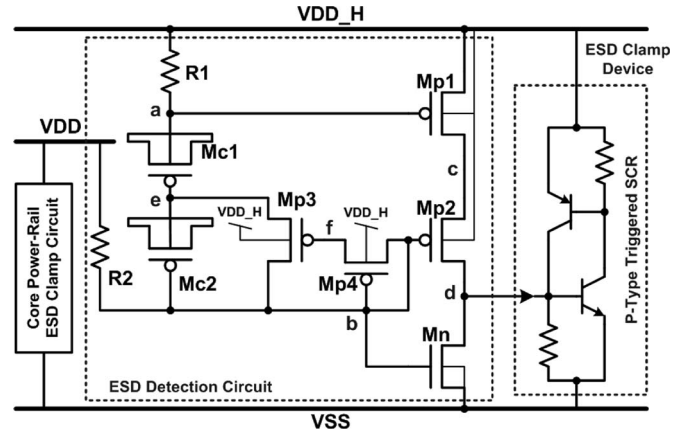 VDD_H
ESD Clamp
Device
R1
Mp1
a
VDD
Mc1
c
e
Mp3
VDD_H
VDD_H
f
Mp2
Core Power-Rail
ESD Clamp Circuit
R2
Mc2
Mp4
d
b
Mn
P-Type Triggered SCR
ESD Detection Circuit
VSS